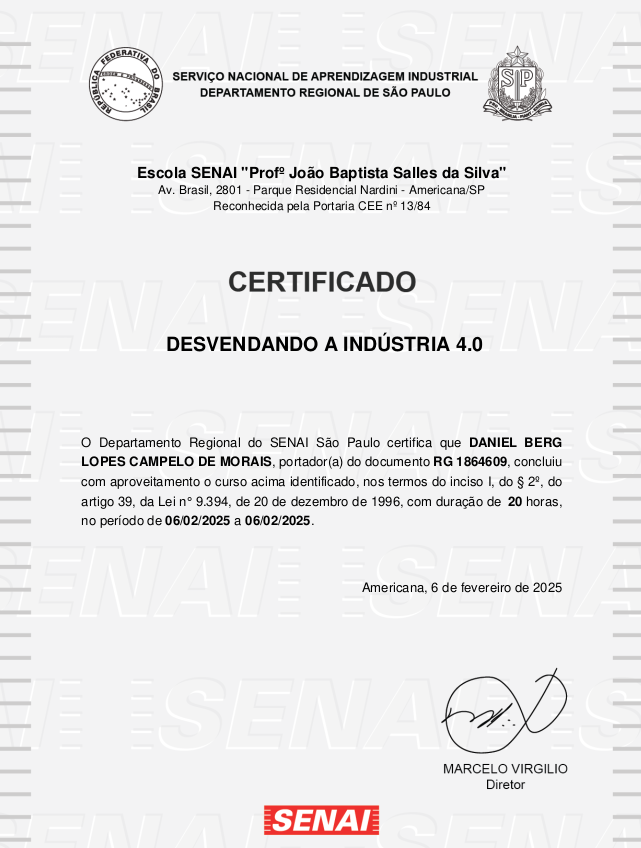 REPÚBLICA FEDERATIVA DO BRASIL
SERVIÇO NACIONAL DE APRENDIZAGEM INDUSTRIAL
DEPARTAMENTO REGIONAL DE SÃO PAULO
SP
Escola SENAI "Profº João Baptista Salles da Silva"
Av. Brasil, 2801 - Parque Residencial Nardini - Americana/SP
Reconhecida pela Portaria CEE nº 13/84
CERTIFICADO
DESVENDANDO A INDÚSTRIA 4.0
O Departamento Regional do SENAI São Paulo certifica que DANIEL BERG
LOPES CAMPELO DE MORAIS, portador(a) do documento RG 1864609, concluiu
com aproveitamento o curso acima identificado, nos termos do inciso I, do § 2º, do
artigo 39, da Lei n° 9.394, de 20 de dezembro de 1996, com duração de 20 horas,
no período de 06/02/2025 a 06/02/2025.
Americana, 6 de fevereiro de 2025
MARCELO VIRGILIO
Diretor
SENAI